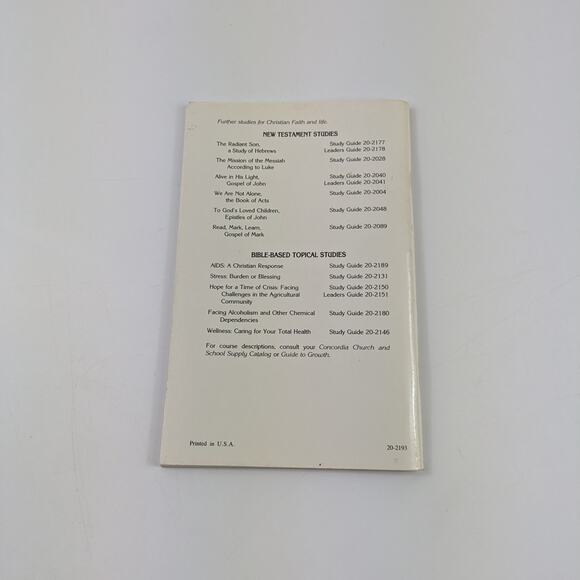 Further studies for Christian Faith and life.
NEW TESTAMENT STUDIES
The Radiant Son, Study Guide 20-2177
a Study of Hebrews Leaders Guide 20-2178
The Mission of the Messiah Study Guide 20-2028
According to Luke
Alive in His Light, Study Guide 20-2040
Gospel of John Leaders Guide 20-2041
We Are Not Alone, Study Guide 20-2004
the Book of Acts
To God's Loved Children, Study Guide 20-2048
Epistles of John
Read, Mark, Learn, Study Guide 20-2089
Gospel of Mark
BIBLE-BASED TOPICAL STUDIES
AIDS: A Christian Response Study Guide 20-2189
Stress: Burden or Blessing Study Guide 20-2131
Hope for a Time of Crisis: Facing Study Guide 20-2150
Challenges in the Agricultural Leaders Guide 20-2151
Community
Facing Alcoholism and Other Chemical Study Guide 20-2180
Dependencies
Wellness: Caring for Your Total Health Study Guide 20-2146
For course descriptions, consult your Concordia Church and
School Supply Catalog or Guide to Growth.
Printed in U.S.A. 20-2193